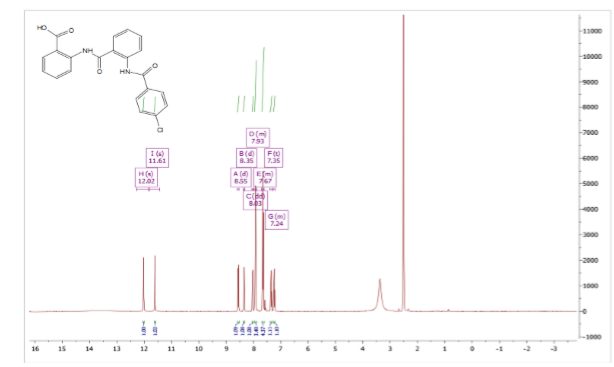 HO
O
NH
O
HN
O
Cl
D (m)
7.93
I (s)
11.61
B (d)
8.35
F (t)
7.35
H (s)
12.02
A (d)
8.55
E (m)
7.67
C (dd)
8.03
G (m)
7.24
11000
10000
9000
8000
7000
6000
5000
4000
3000
2000
1000
0
-1000
16 15 14 13 12 11 10 9 8 7 6 5 4 3 2 1 0 -1 -2 -3